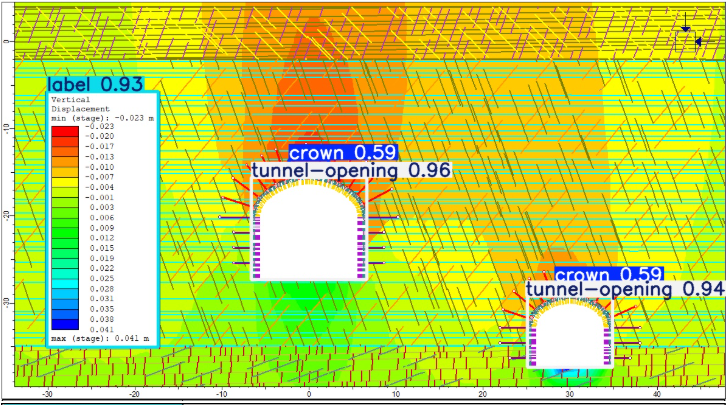 0
label 0.93
Vertical
Displacement
min (stage): -0.023 m
-0.023
-0.020
-0.017
-0.013
-0.010
-0.007
-0.004
-0.001
0.003
0.006
0.009
0.012
0.015
0.019
0.022
0.025
0.028
0.031
0.035
0.038
0.041
max (stage): 0.041 m
-10
crown 0.59
tunnel-opening 0.96
-20
crown 0.59
tunnel-opening 0.94
-30
-30 -20 -10 0 10 20 30 40